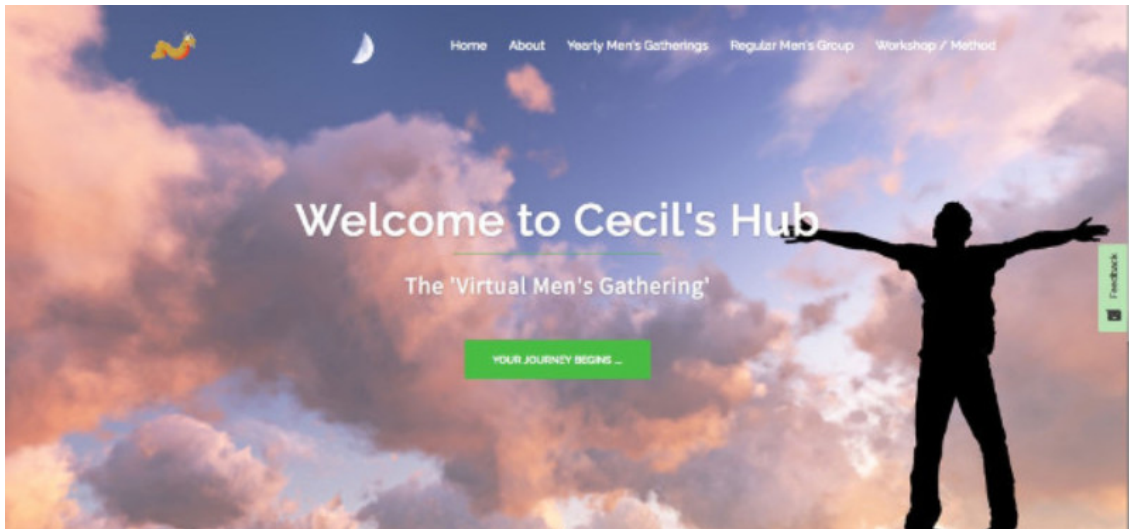 Home About Yearly Men's Gatherings Regular Men's Group Workshop / Method
Welcome to Cecil's Hub
The 'Virtual Men's Gathering'
YOUR JOURNEY BEGINS ...
Feedback